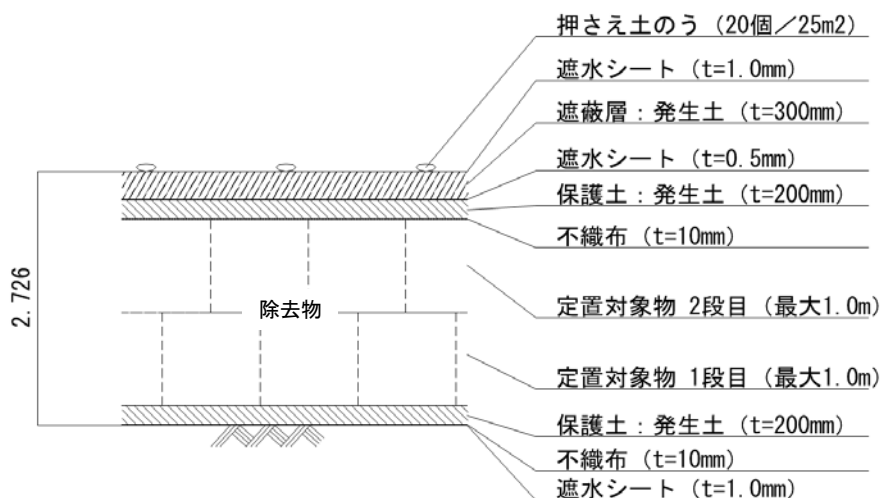 押さえ土のう (20個／25m2)
遮水シート (t=1.0mm)
遮蔽層：発生土 (t=300mm)
遮水シート (t=0.5mm)
保護土：発生土 (t=200mm)
不織布 (t=10mm)
2.726
除去物
定置対象物 2段目 (最大1.0m)
定置対象物 1段目 (最大1.0m)
保護土：発生土 (t=200mm)
不織布 (t=10mm)
遮水シート (t=1.0mm)